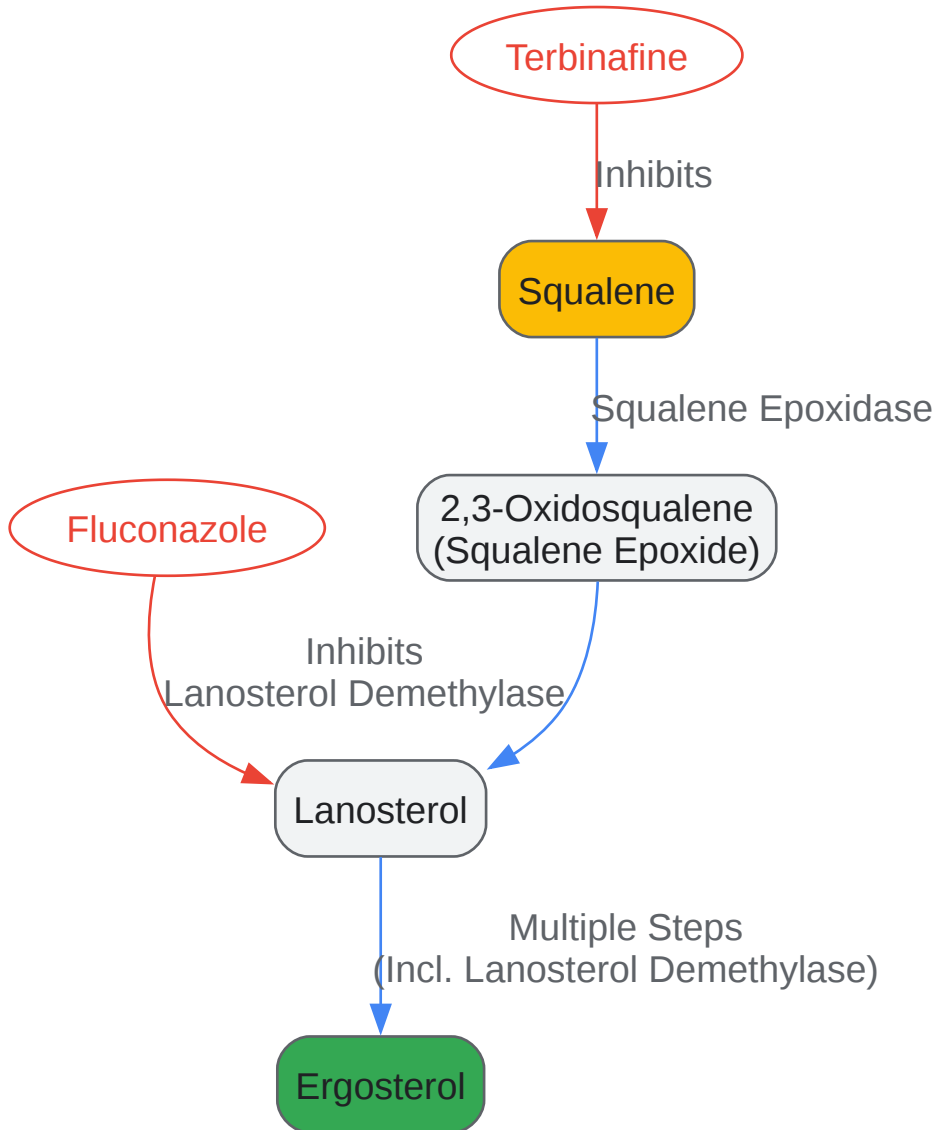 Terbinafine
Inhibits
Squalene
Squalene Epoxidase
2,3-Oxidosqualene
(Squalene Epoxide)
Fluconazole
Inhibits
Lanosterol Demethylase
Lanosterol
Multiple Steps
(Incl. Lanosterol Demethylase)
Ergosterol